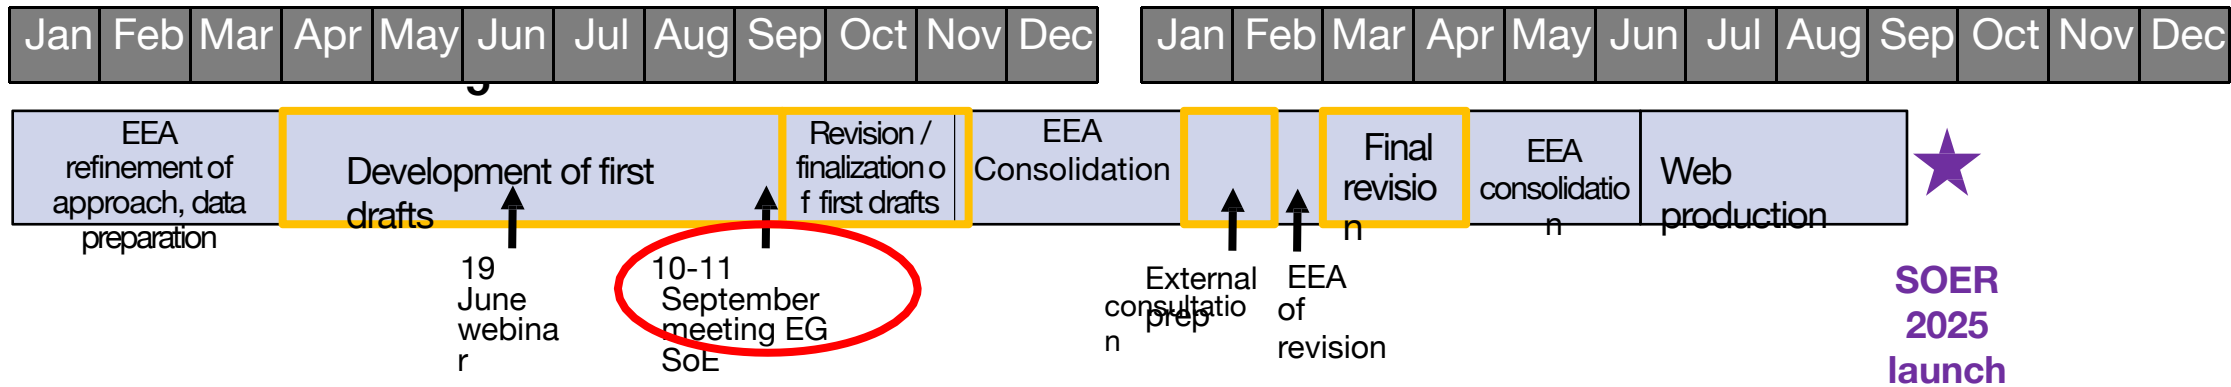 Jan Feb Mar Apr May Jun Jul Aug Sep Oct Nov Dec
Jan Feb Mar Apr May Jun Jul Aug Sep Oct Nov Dec
g
EEA
refinement of
approach, data
preparation
Development of first
drafts
Revision /
finalization o
f first drafts
EEA
Consolidation
Final
revisio
n
EEA
consolidatio
n
Web
production
19
June
webina
r
10-11
September
meeting EG
SoE
External
consultatio
prep
n
EEA
of
revision
SOER
2025
launch